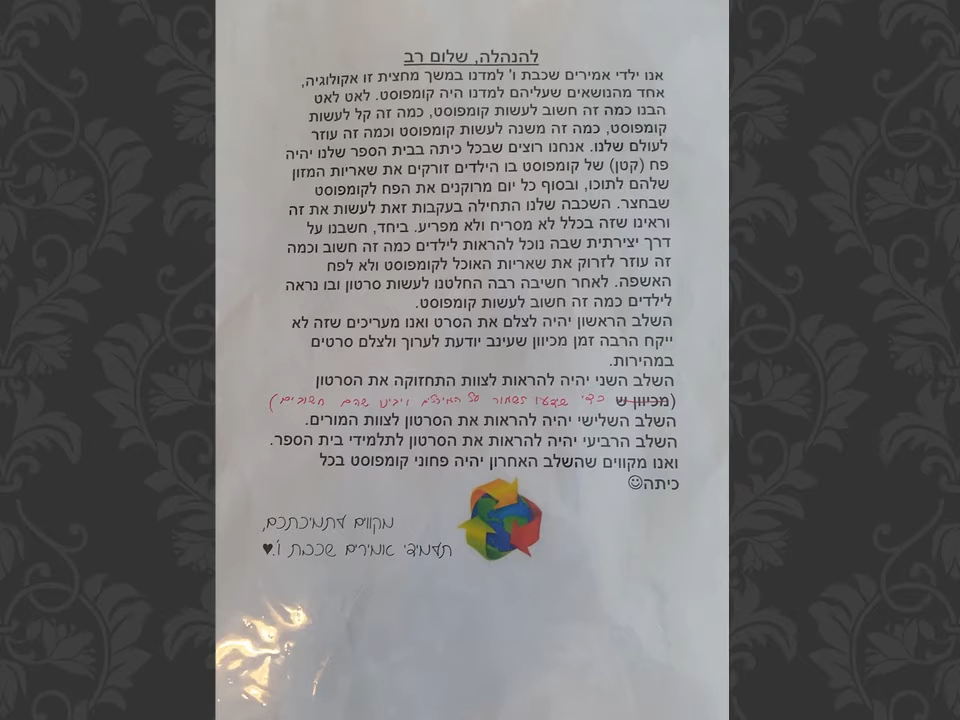 להנהלה, שלום רב
אנו ילדי אמירים שכבת ו' למדנו במשך מחצית זו אקולוגיה,
אחד מהנושאים שעליהם למדנו היה קומפוסט. לאט לאט
הבנו כמה זה חשוב לעשות קומפוסט, כמה זה קל לעשות
קומפוסט, כמה זה משנה לעשות קומפוסט וכמה זה עוזר
לעולם שלנו. אנחנו רוצים שבכל כיתה בבית הספר שלנו יהיה
פח (קטן) של קומפוסט בו הילדים זורקים את שאריות המזון
שלהם לתוכו, ובסוף כל יום מרוקנים את הפח לקומפוסט
שבחצר. השכבה שלנו התחילה בעקבות זאת לעשות את זה
וראינו שזה בכלל לא מסריח ולא מפריע. ביחד, חשבנו על
דרך יצירתית שבה נוכל להראות לילדים כמה זה חשוב וכמה
זה עוזר לזרוק את שאריות האוכל לקומפוסט ולא לפח
האשפה. לאחר חשיבה רבה החלטנו לעשות סרטון ובו נראה
לילדים כמה זה חשוב לעשות קומפוסט.
השלב הראשון יהיה לצלם את הסרט ואנו מעריכים שזה לא
ייקח הרבה זמן מכיוון שעינב יודעת לערוך ולצלם סרטים
במהירות.
השלב השני יהיה להראות לצוות התחזוקה את הסרטון
(מכיוון ש כדי שידעו לשמור על הפחים ויבינו שהם חשובים)
השלב השלישי יהיה להראות את הסרטון לצוות המורים.
השלב הרביעי יהיה להראות את הסרטון לתלמידי בית הספר.
ואנו מקווים שהשלב האחרון יהיה פחוני קומפוסט בכל
כיתה☺
מקווים לתמיכתכם,
תלמידי אמירים שכבת ו'.♥